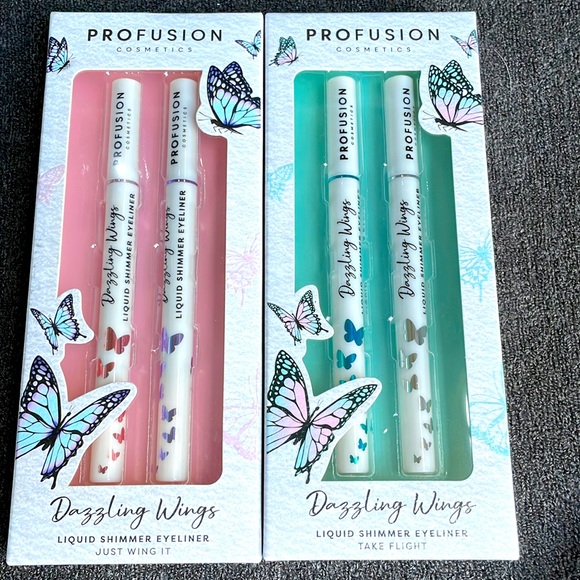 PROFUSION
COSMETICS
PROFUSION
COSMETICS
Dazzling Wings
LIQUID SHIMMER EYELINER
PROFUSION
COSMETICS
Dazzling Wings
LIQUID SHIMMER EYELINER
Dazzling Wings
LIQUID SHIMMER EYELINER
JUST WING IT
PROFUSION
COSMETICS
PROFUSION
COSMETICS
Dazzling Wings
LIQUID SHIMMER EYELINER
PROFUSION
COSMETICS
Dazzling Wings
LIQUID SHIMMER EYELINER
Dazzling Wings
LIQUID SHIMMER EYELINER
TAKE FLIGHT